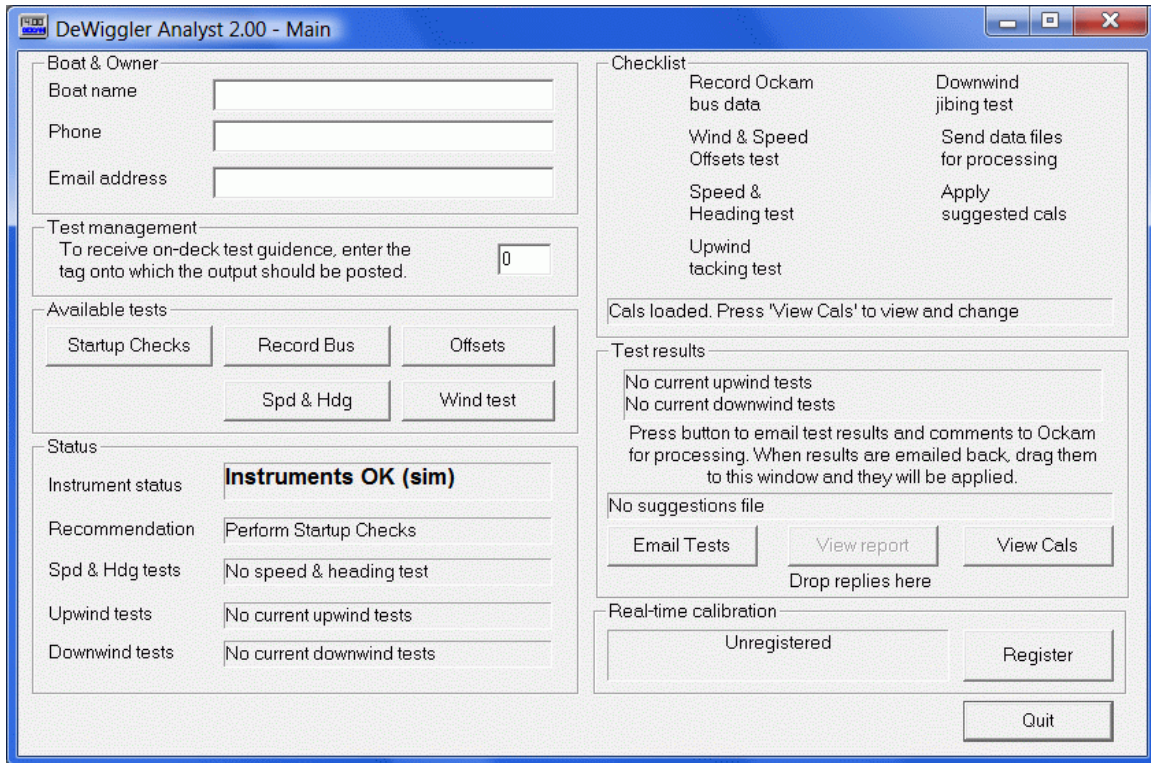 DeWiggler Analyst 2.00 - Main
Boat & Owner
Boat name
Phone
Email address
Test management
To receive on-deck test guidence, enter the
tag onto which the output should be posted.
0
Available tests
Startup Checks
Record Bus
Offsets
Spd & Hdg
Wind test
Status
Instrument status
Instruments OK (sim)
Recommendation
Perform Startup Checks
Spd & Hdg tests
No speed & heading test
Upwind tests
No current upwind tests
Downwind tests
No current downwind tests
Checklist
Record Ockam
bus data
Wind & Speed
Offsets test
Speed &
Heading test
Upwind
tacking test
Downwind
jibing test
Send data files
for processing
Apply
suggested cals
Cals loaded. Press 'View Cals' to view and change
Test results
No current upwind tests
No current downwind tests
Press button to email test results and comments to Ockam
for processing. When results are emailed back, drag them
to this window and they will be applied.
No suggestions file
Email Tests
View report
View Cals
Drop replies here
Real-time calibration
Unregistered
Register
Quit